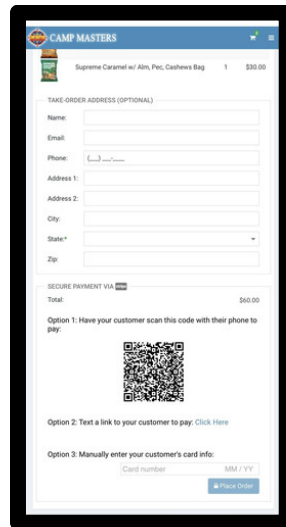 CAMP MASTERS
Supreme Caramel w/ Alm, Pec, Cashews Bag 1 $30.00
TAKE-ORDER ADDRESS (OPTIONAL)
Name:
Email:
Phone: (___) ___-____
Address 1:
Address 2:
City:
State:*
Zip:
SECURE PAYMENT VIA
Total: $60.00
Option 1: Have your customer scan this code with their phone to
pay:
Option 2: Text a link to your customer to pay: Click Here
Option 3: Manually enter your customer's card info:
Card number MM / YY
Place Order